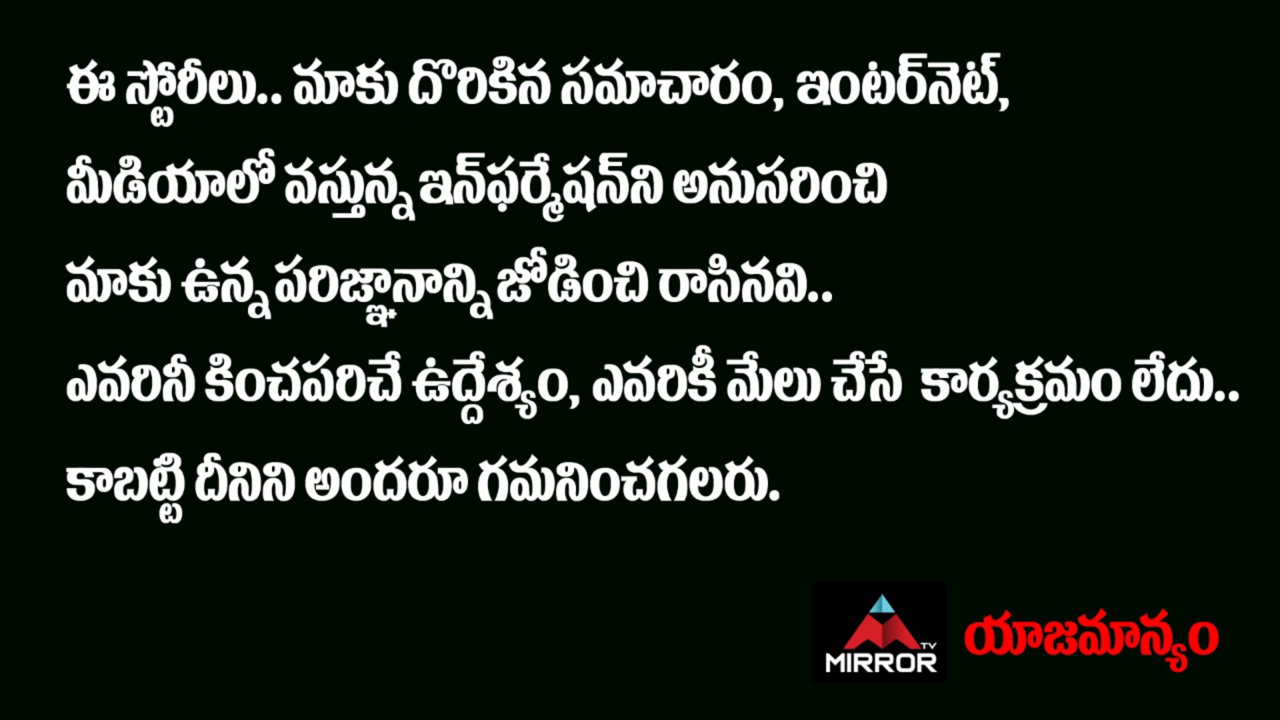 ఈ స్టోరీలు.. మాకు దొరికిన సమాచారం, ఇంటర్‌నెట్,
మీడియాలో వస్తున్న ఇన్‌ఫర్మేషన్‌ని అనుసరించి
మాకు ఉన్న పరిజ్ఞానాన్ని జోడించి రాసినవి..
ఎవరినీ కించపరిచే ఉద్దేశ్యం, ఎవరికీ మేలు చేసే కార్యక్రమం లేదు..
కాబట్టి దీనిని అందరూ గమనించగలరు.
TV
MIRROR
యాజమాన్యం